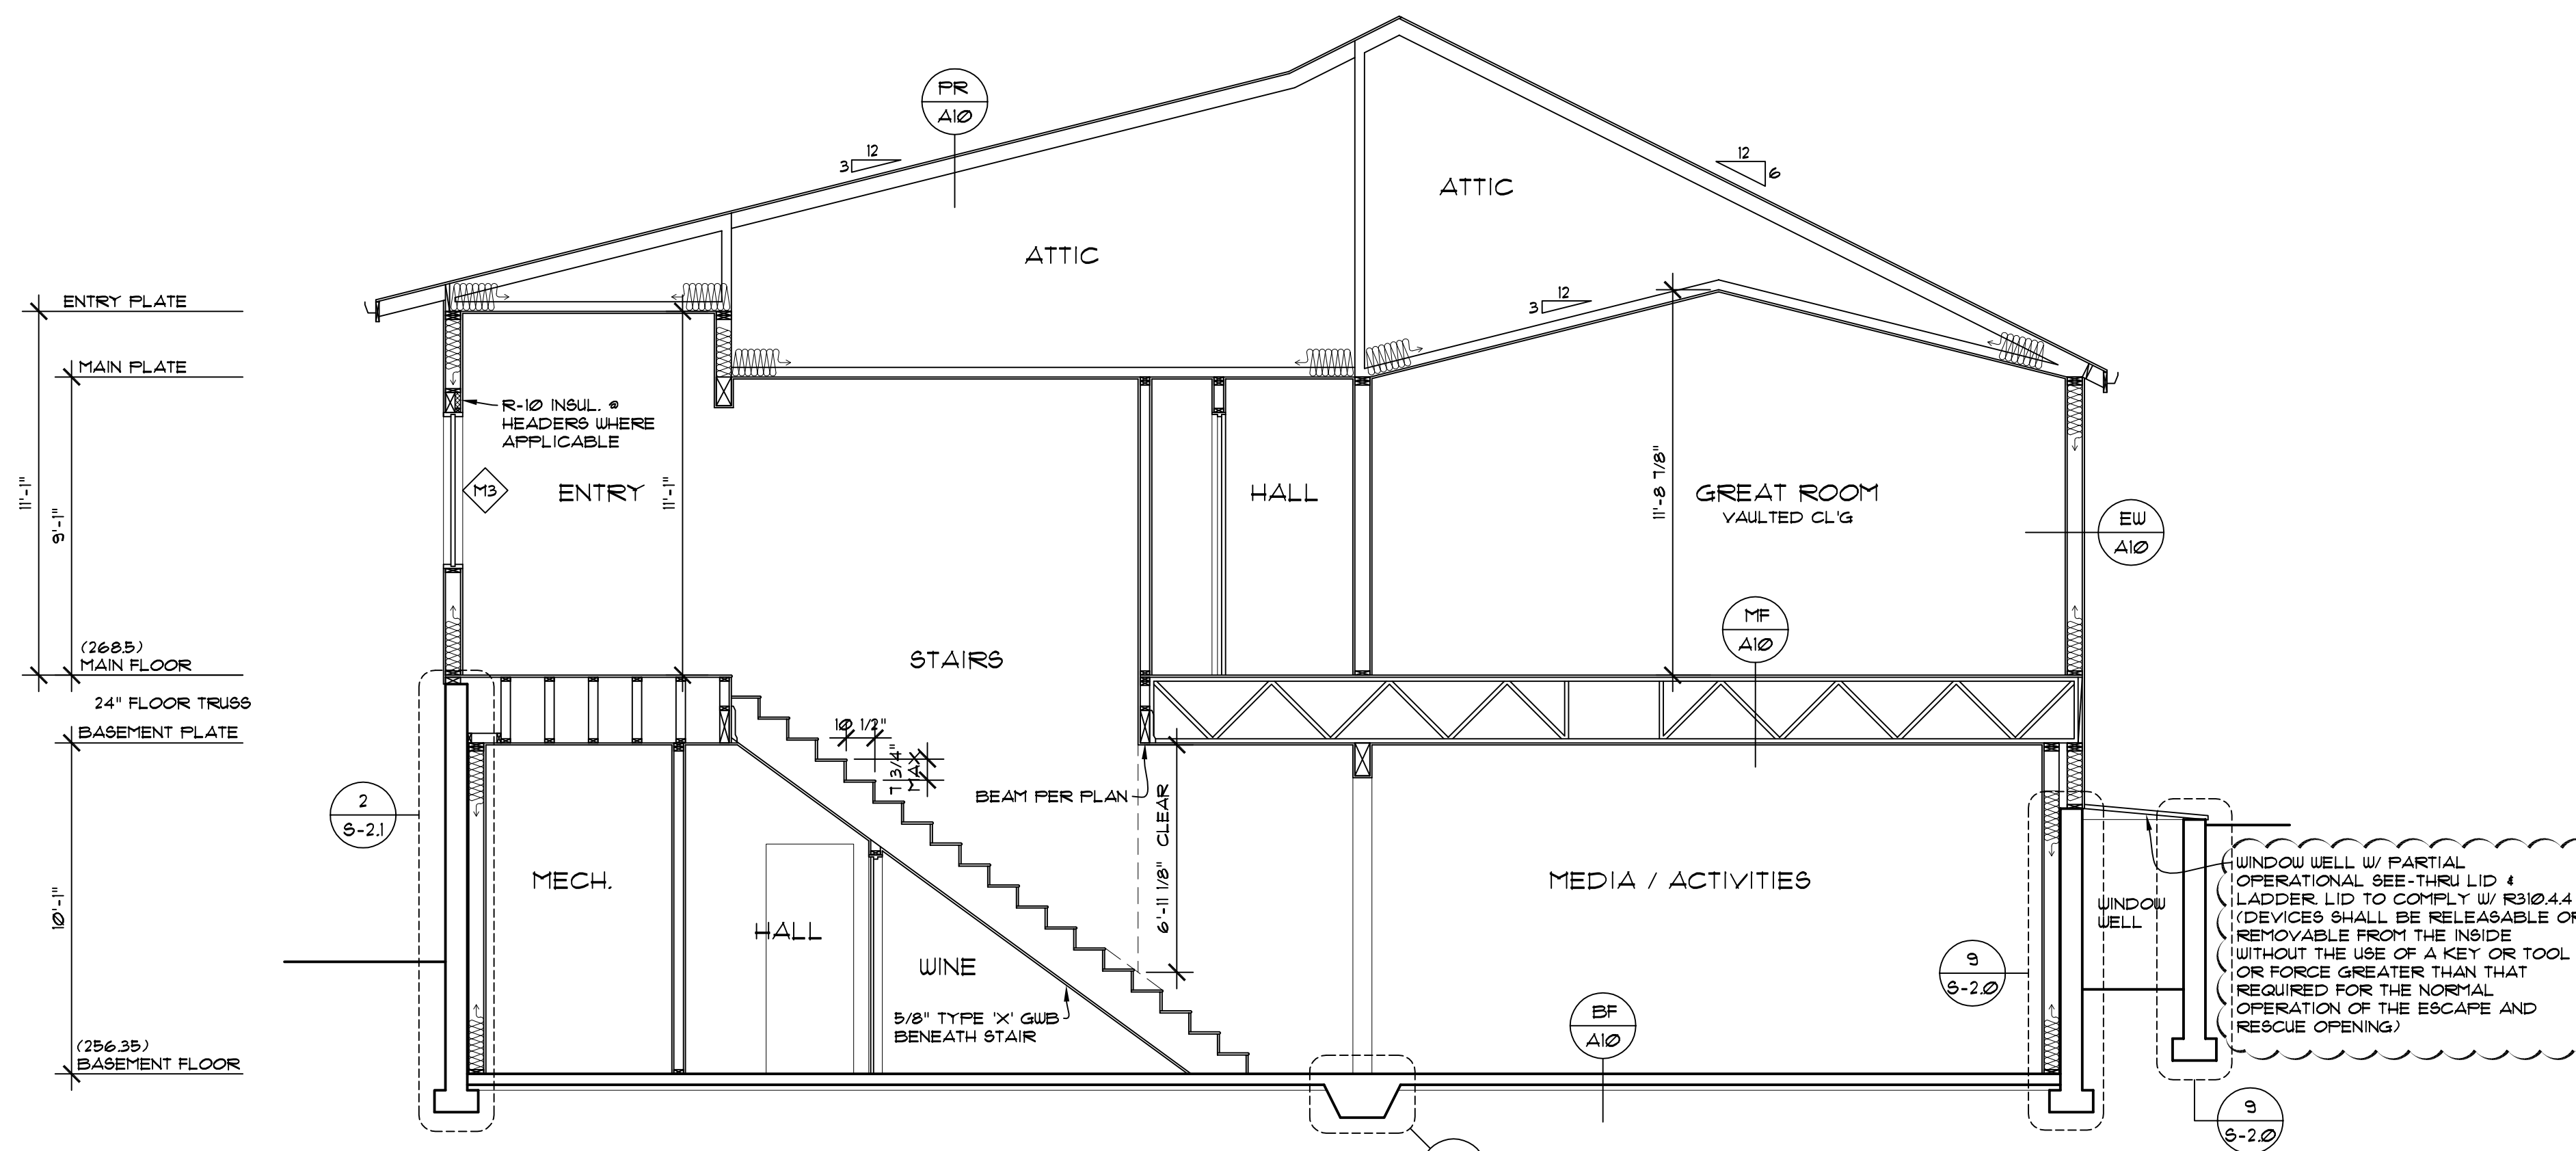 PR
A10
12
3
12
6
ATTIC
ATTIC
12
3
ENTRY PLATE
MAIN PLATE
R-10 INSUL. @
HEADERS WHERE
APPLICABLE
11'-1"
9'-1"
M3
ENTRY
11'-1"
HALL
11'-8 7/8"
GREAT ROOM
VAULTED CL'G
EW
A10
MF
A10
(268.5)
MAIN FLOOR
STAIRS
24" FLOOR TRUSS
BASEMENT PLATE
10 1/2"
7 3/4"
MAX
BEAM PER PLAN
6'-11 1/8" CLEAR
2
S-2.1
MECH.
HALL
WINE
MEDIA / ACTIVITIES
10'-1"
WINDOW
WELL
WINDOW WELL W/ PARTIAL
OPERATIONAL SEE-THRU LID &
LADDER. LID TO COMPLY W/ R310.4.4
(DEVICES SHALL BE RELEASABLE OR
REMOVABLE FROM THE INSIDE
WITHOUT THE USE OF A KEY OR TOOL
OR FORCE GREATER THAN THAT
REQUIRED FOR THE NORMAL
OPERATION OF THE ESCAPE AND
RESCUE OPENING)
9
S-2.0
5/8" TYPE 'X' GWB
BENEATH STAIR
BF
A10
(256.35)
BASEMENT FLOOR
9
S-2.0